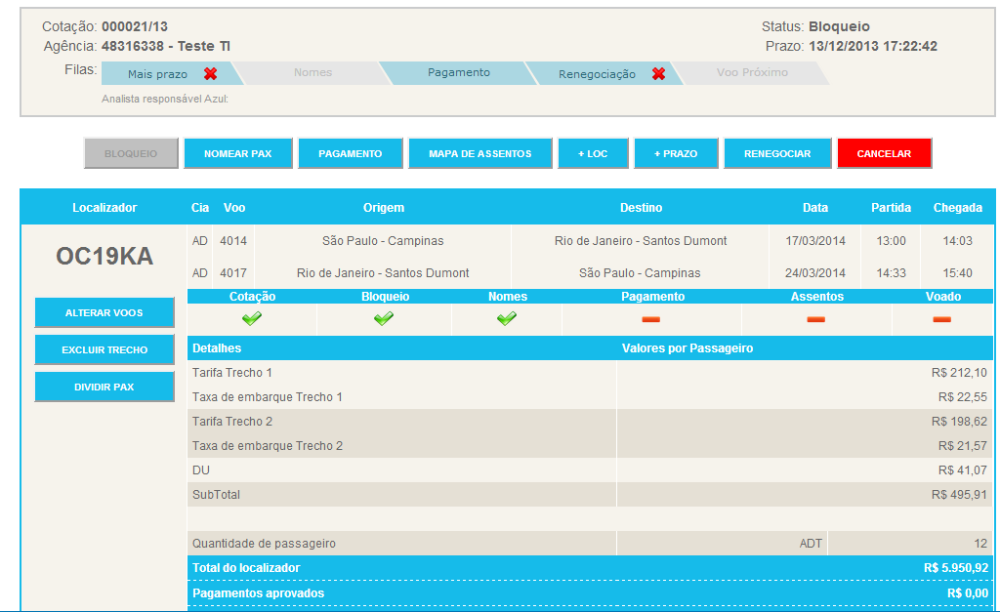 Cotação: 000021/13 Status: Bloqueio
Agência: 48316338 - Teste TI Prazo: 13/12/2013 17:22:42
Filas: Mais prazo Nomes Pagamento Renegociação Voo Próximo
Analista responsável Azul:
BLOQUEIO NOMEAR PAX PAGAMENTO MAPA DE ASSENTOS + LOC + PRAZO RENEGOCIAR CANCELAR
Localizador Cia Voo Origem Destino Data Partida Chegada
OC19KA
AD 4014 São Paulo - Campinas Rio de Janeiro - Santos Dumont 17/03/2014 13:00 14:03
AD 4017 Rio de Janeiro - Santos Dumont São Paulo - Campinas 24/03/2014 14:33 15:40
ALTERAR VOOS
EXCLUIR TRECHO
DIVIDIR PAX
Cotação Bloqueio Nomes Pagamento Assentos Voado
Detalhes Valores por Passageiro
Tarifa Trecho 1 R$ 212,10
Taxa de embarque Trecho 1 R$ 22,55
Tarifa Trecho 2 R$ 198,62
Taxa de embarque Trecho 2 R$ 21,57
DU R$ 41,07
SubTotal R$ 495,91
Quantidade de passageiro ADT 12
Total do localizador R$ 5.950,92
Pagamentos aprovados R$ 0,00